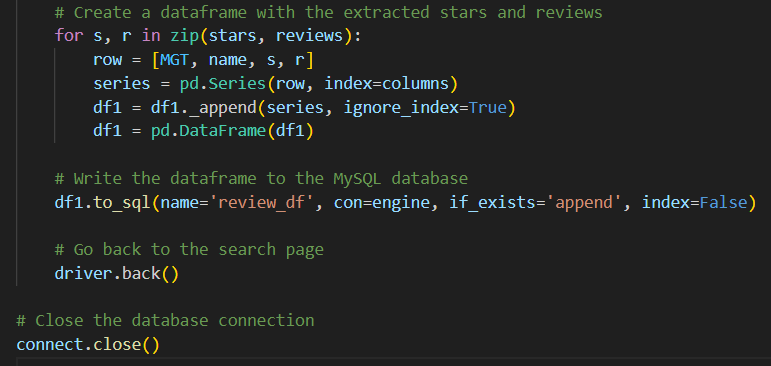 # Create a dataframe with the extracted stars and reviews
for s, r in zip(stars, reviews):
row = [MGT, name, s, r]
series = pd.Series(row, index=columns)
df1 = df1._append(series, ignore_index=True)
df1 = pd.DataFrame(df1)
# Write the dataframe to the MySQL database
df1.to_sql(name='review_df', con=engine, if_exists='append', index=False)
# Go back to the search page
driver.back()
# Close the database connection
connect.close()